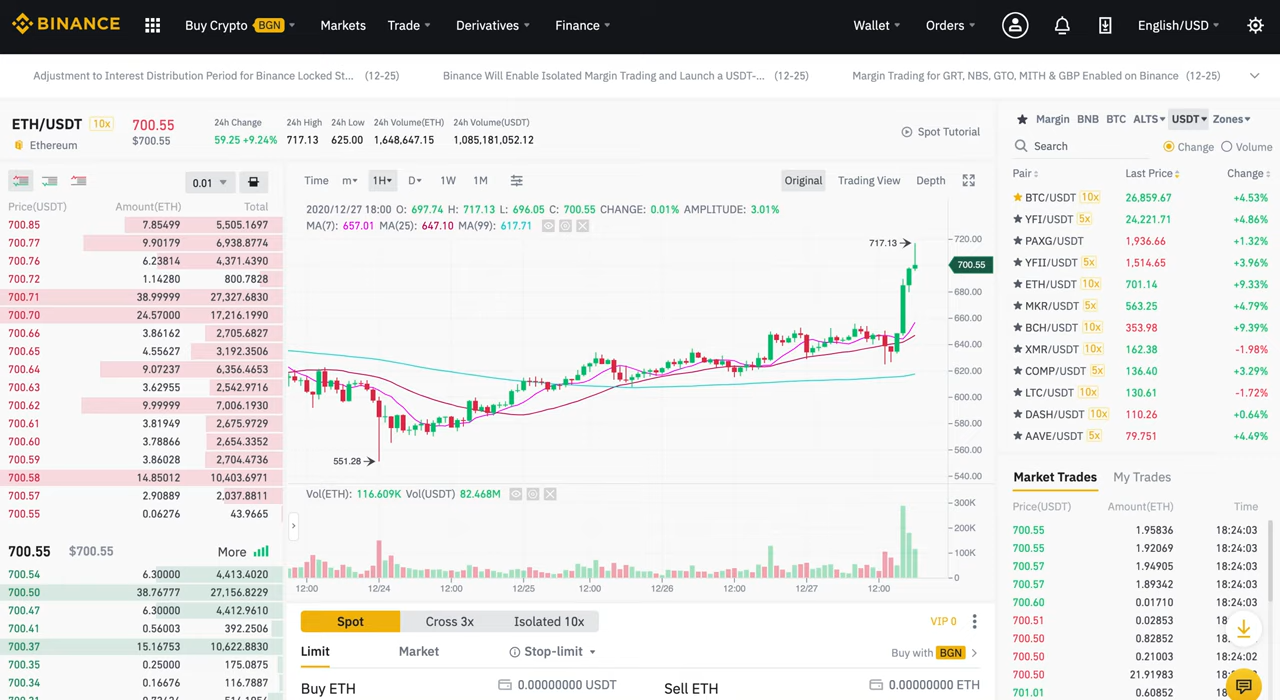 BINANCE Buy Crypto BGN Markets Trade Derivatives Finance Wallet Orders English/USD
Adjustment to Interest Distribution Period for Binance Locked St... (12-25) Binance Will Enable Isolated Margin Trading and Launch a USDT-... (12-25) Margin Trading for GRT, NBS, GTO, MITH & GBP Enabled on Binance (12-25)
ETH/USDT 10x 700.55 24h Change 24h High 24h Low 24h Volume(ETH) 24h Volume(USDT)
Ethereum $700.55 59.25 +9.24% 717.13 625.00 1,648,647.15 1,085,181,052.12
Spot Tutorial
0.01
Price(USDT) Amount(ETH) Total
700.85 7.85499 5,505.1697
700.77 9.90179 6,938.8774
700.76 6.23814 4,371.4390
700.72 1.14280 800.7828
700.71 38.99999 27,327.6830
700.70 24.57000 17,216.1990
700.66 3.86162 2,705.6827
700.65 4.55627 3,192.3506
700.64 9.07237 6,356.4653
700.63 3.62955 2,542.9716
700.62 9.99999 7,006.1930
700.61 3.81949 2,675.9729
700.60 3.78866 2,654.3352
700.59 3.86028 2,704.4736
700.58 14.85012 10,403.6971
700.57 2.90889 2,037.8811
700.55 0.06276 43.9665
700.55 $700.55 More
700.54 6.30000 4,413.4020
700.50 38.76777 27,156.8229
700.47 6.30000 4,412.9610
700.41 0.56003 392.2506
700.37 15.16753 10,622.8830
700.35 0.25000 175.0875
700.34 0.16676 116.7887
Time m 1H D 1W 1M Original Trading View Depth
2020/12/27 18:00 O: 697.74 H: 717.13 L: 696.05 C: 700.55 CHANGE: 0.01% AMPLITUDE: 3.01%
MA(7): 657.01 MA(25): 647.10 MA(99): 617.71
717.13
551.28
720.00
700.55
680.00
660.00
640.00
620.00
600.00
580.00
560.00
540.00
Vol(ETH): 116.609K Vol(USDT) 82.468M
300K
200K
100K
0
12:00 12/24 12:00 12/25 12:00 12/26 12:00 12/27 12:00
Spot Cross 3x Isolated 10x VIP 0
Limit Market Stop-limit Buy with BGN
Buy ETH 0.00000000 USDT Sell ETH 0.00000000 ETH
Margin BNB BTC ALTS USDT Zones
Search Change Volume
Pair Last Price Change
BTC/USDT 10x 26,859.67 +4.53%
YFI/USDT 5x 24,221.71 +4.86%
PAXG/USDT 1,936.66 +1.32%
YFII/USDT 5x 1,514.65 +3.96%
ETH/USDT 10x 701.14 +9.33%
MKR/USDT 5x 563.25 +4.79%
BCH/USDT 10x 353.98 +9.39%
XMR/USDT 10x 162.38 -1.98%
COMP/USDT 5x 136.40 +3.29%
LTC/USDT 10x 130.61 -1.72%
DASH/USDT 10x 110.26 +0.64%
AAVE/USDT 5x 79.751 +4.49%
Market Trades My Trades
Price(USDT) Amount(ETH) Time
700.55 1.95836 18:24:03
700.55 1.92069 18:24:03
700.57 1.94905 18:24:03
700.57 1.89342 18:24:03
700.60 0.01710 18:24:03
700.51 0.02853 18:
700.50 0.82852 18:
700.50 0.21003 18:24:02
700.50 21.91983 18:
701.01 0.60852